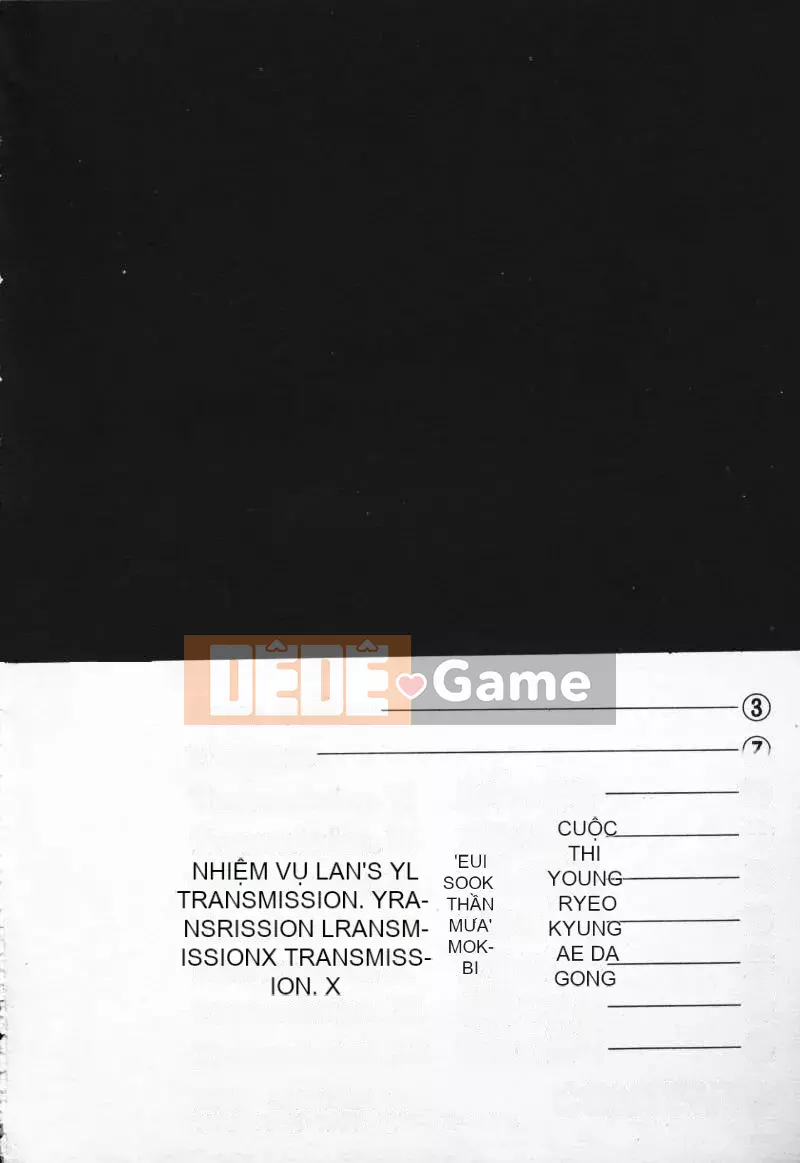 DÊDÊ Game
③
⑦
CUỘC
THI
YOUNG
RYEO
KYUNG
AE DA
GONG
'EUI
SOOK
THẦN
MƯA'
MOK-
BI
NHIỆM VỤ LAN'S YL
TRANSMISSION. YRA-
NSRISSION LRANSM-
ISSIONX TRANSMISS-
ION. X